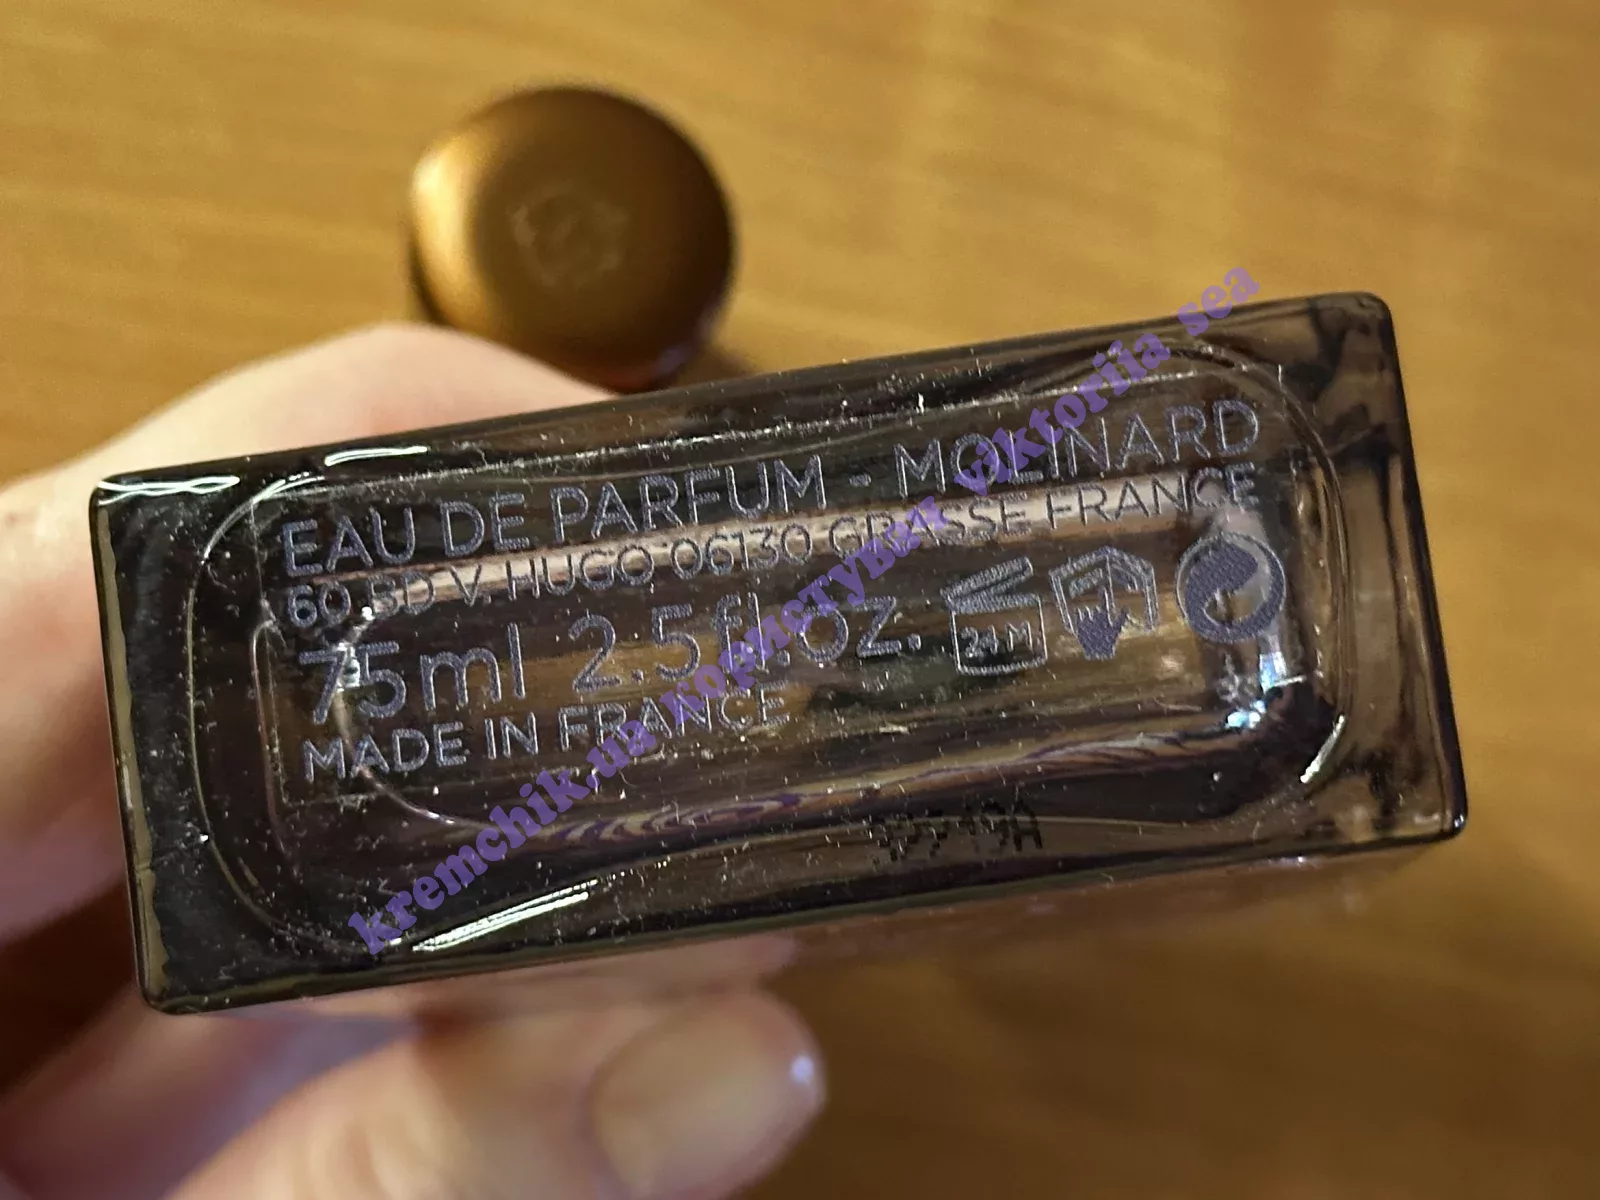 EAU DE PARFUM - MOLINARD
60 BD V. HUGO 06130 GRASSE FRANCE
75ml 2.5fl.oz.
24M
MADE IN FRANCE
kremchik.ua користувач viktoriia sea